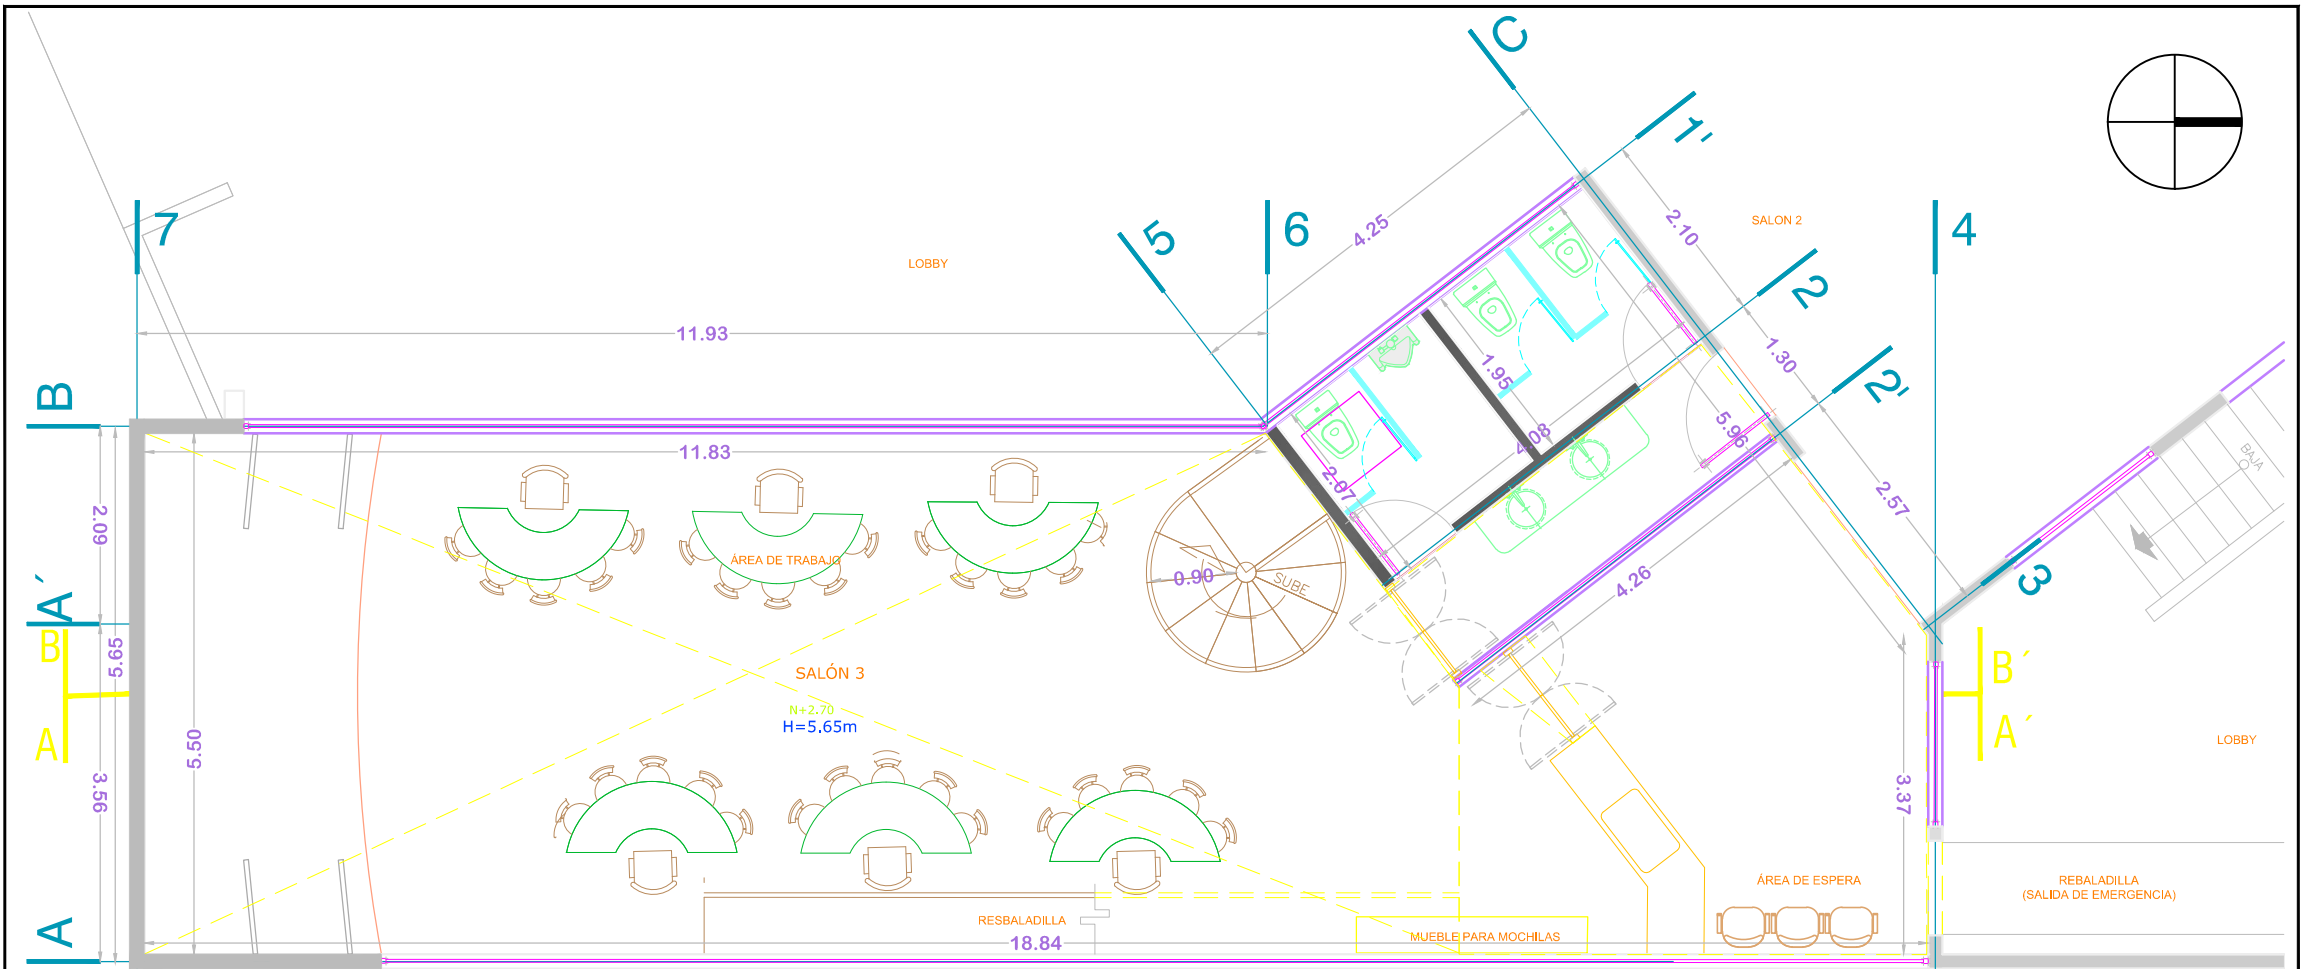 C
1'
7
5
6
4.25
2.10
SALON 2
4
LOBBY
2
11.93
1.30
2'
B
1.95
5.96
4.08
11.83
BAJA
2.07
2.57
2.09
ÁREA DE TRABAJO
0.90
SUBE
4.26
3
A´
B
5.65
SALÓN 3
B´
A
N+2.70
H=5.65m
A´
LOBBY
5.50
3.56
3.37
ÁREA DE ESPERA
REBALADILLA
(SALIDA DE EMERGENCIA)
A
RESBALADILLA
MUEBLE PARA MOCHILAS
18.84